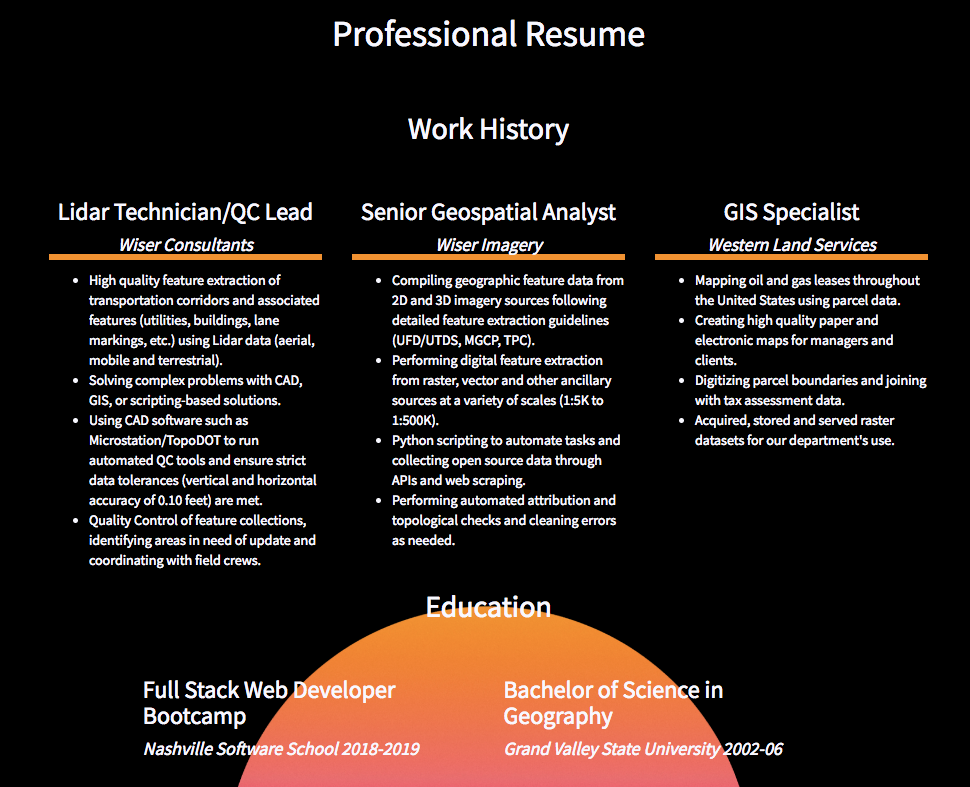 Professional Resume
Work History
Lidar Technician/QC Lead
Wiser Consultants
• High quality feature extraction of
transportation corridors and associated
features (utilities, buildings, lane
markings, etc.) using Lidar data (aerial,
mobile and terrestrial).
• Solving complex problems with CAD,
GIS, or scripting-based solutions.
• Using CAD software such as
Microstation/TopoDOT to run
automated QC tools and ensure strict
data tolerances (vertical and horizontal
accuracy of 0.10 feet) are met.
• Quality Control of feature collections,
identifying areas in need of update and
coordinating with field crews.
Senior Geospatial Analyst
Wiser Imagery
• Compiling geographic feature data from
2D and 3D imagery sources following
detailed feature extraction guidelines
(UFD/UTDS, MGCP, TPC).
• Performing digital feature extraction
from raster, vector and other ancillary
sources at a variety of scales (1:5K to
1:500K).
• Python scripting to automate tasks and
collecting open source data through
APIs and web scraping.
• Performing automated attribution and
topological checks and cleaning errors
as needed.
GIS Specialist
Western Land Services
• Mapping oil and gas leases throughout
the United States using parcel data.
• Creating high quality paper and
electronic maps for managers and
clients.
• Digitizing parcel boundaries and joining
with tax assessment data.
• Acquired, stored and served raster
datasets for our department's use.
Education
Full Stack Web Developer
Bootcamp
Nashville Software School 2018-2019
Bachelor of Science in
Geography
Grand Valley State University 2002-06